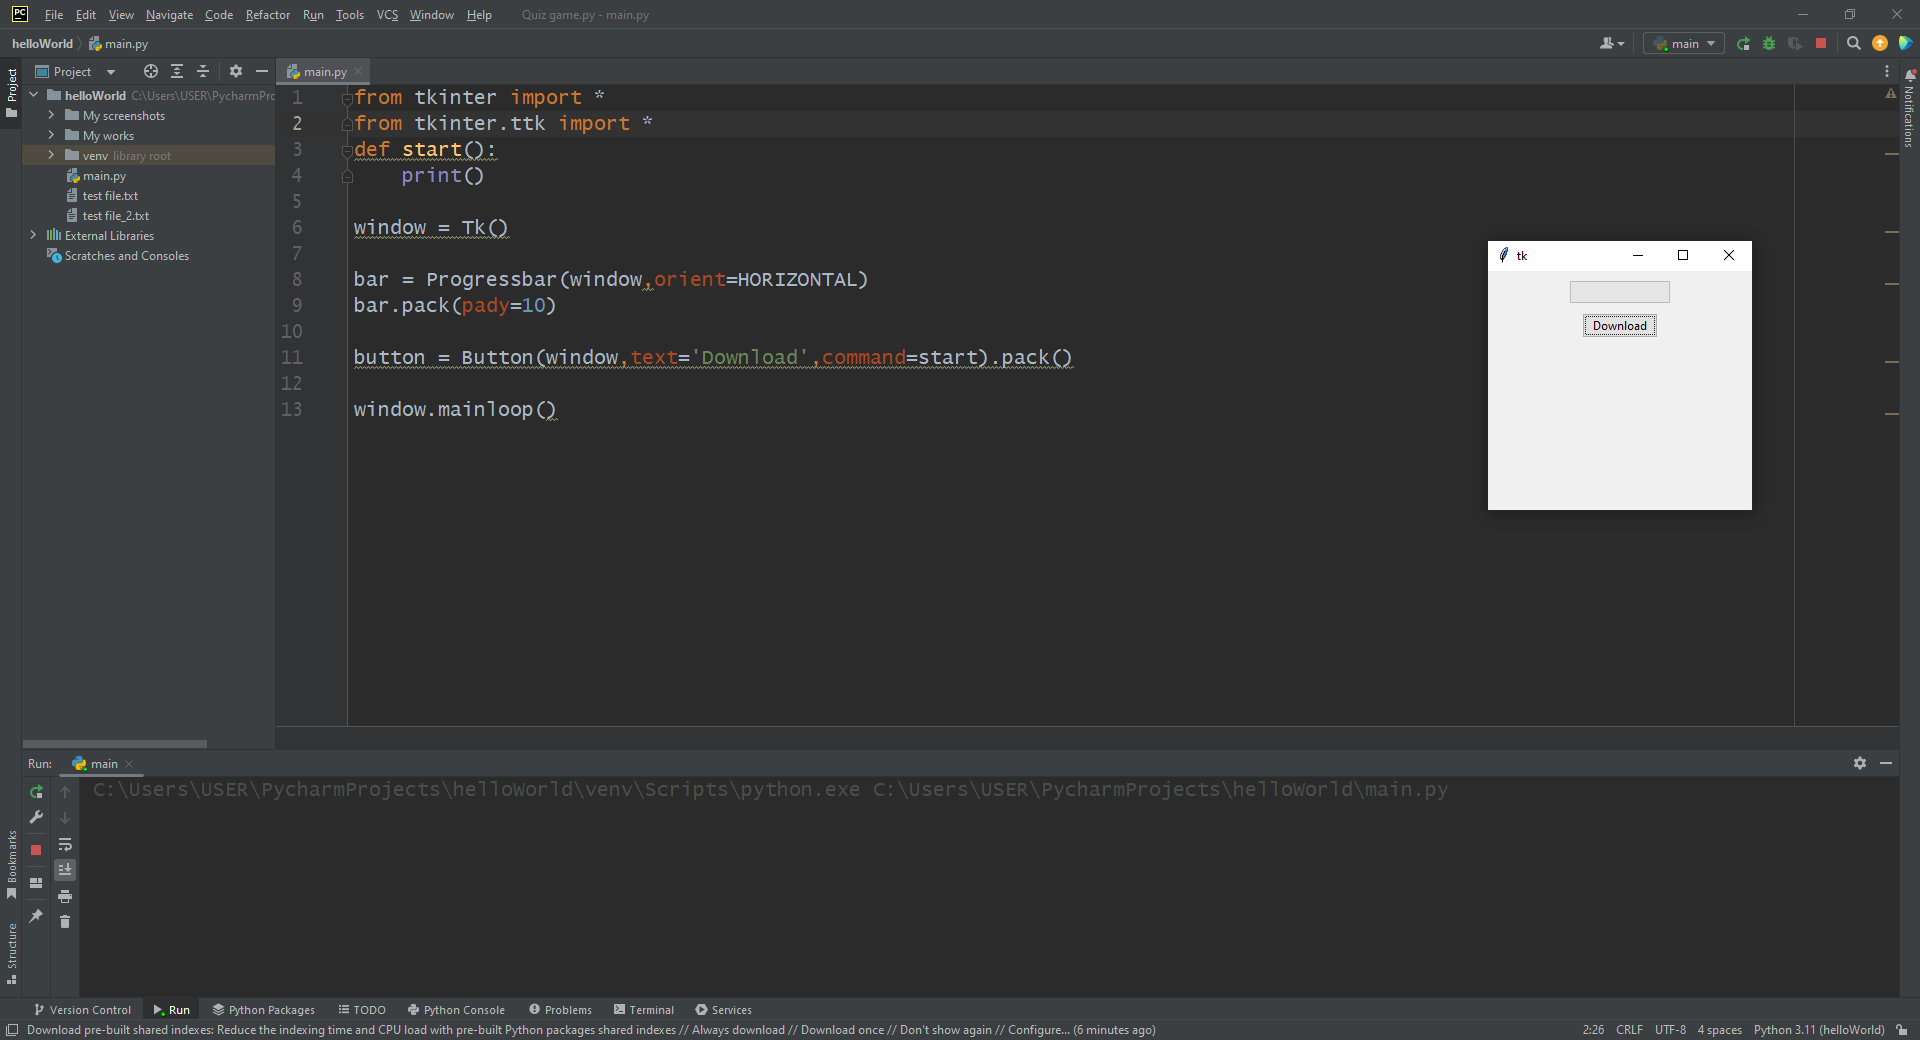 PC File Edit View Navigate Code Refactor Run Tools VCS Window Help Quiz game.py - main.py
helloWorld main.py main
Project main.py
helloWorld C:\Users\USER\PycharmPro
My screenshots
My works
venv library root
main.py
test file.txt
test file_2.txt
External Libraries
Scratches and Consoles
Project
Bookmarks
Structure
Notifications
1 from tkinter import *
2 from tkinter.ttk import *
3 def start():
4 print()
5
6 window = Tk()
7
8 bar = Progressbar(window,orient=HORIZONTAL)
9 bar.pack(pady=10)
10
11 button = Button(window,text='Download',command=start).pack()
12
13 window.mainloop()
tk
Download
Run: main
C:\Users\USER\PycharmProjects\helloWorld\venv\Scripts\python.exe C:\Users\USER\PycharmProjects\helloWorld\main.py
Version Control Run Python Packages TODO Python Console Problems Terminal Services
Download pre-built shared indexes: Reduce the indexing time and CPU load with pre-built Python packages shared indexes // Always download // Download once // Don't show again // Configure... (6 minutes ago) 2:26 CRLF UTF-8 4 spaces Python 3.11 (helloWorld)